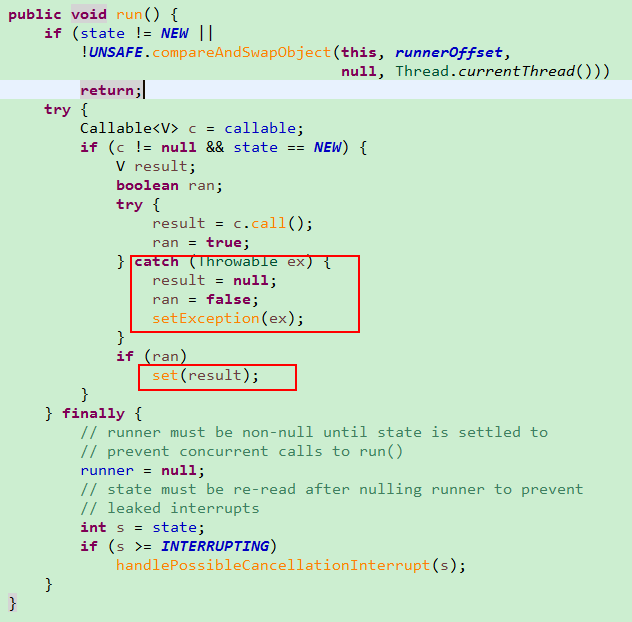 public void run() {
    if (state != NEW ||
        !UNSAFE.compareAndSwapObject(this, runnerOffset,
                                     null, Thread.currentThread()))
        return;
    try {
        Callable<V> c = callable;
        if (c != null && state == NEW) {
            V result;
            boolean ran;
            try {
                result = c.call();
                ran = true;
            } catch (Throwable ex) {
                result = null;
                ran = false;
                setException(ex);
            }
            if (ran)
                set(result);
        }
    } finally {
        // runner must be non-null until state is settled to
        // prevent concurrent calls to run()
        runner = null;
        // state must be re-read after nulling runner to prevent
        // leaked interrupts
        int s = state;
        if (s >= INTERRUPTING)
            handlePossibleCancellationInterrupt(s);
    }
}